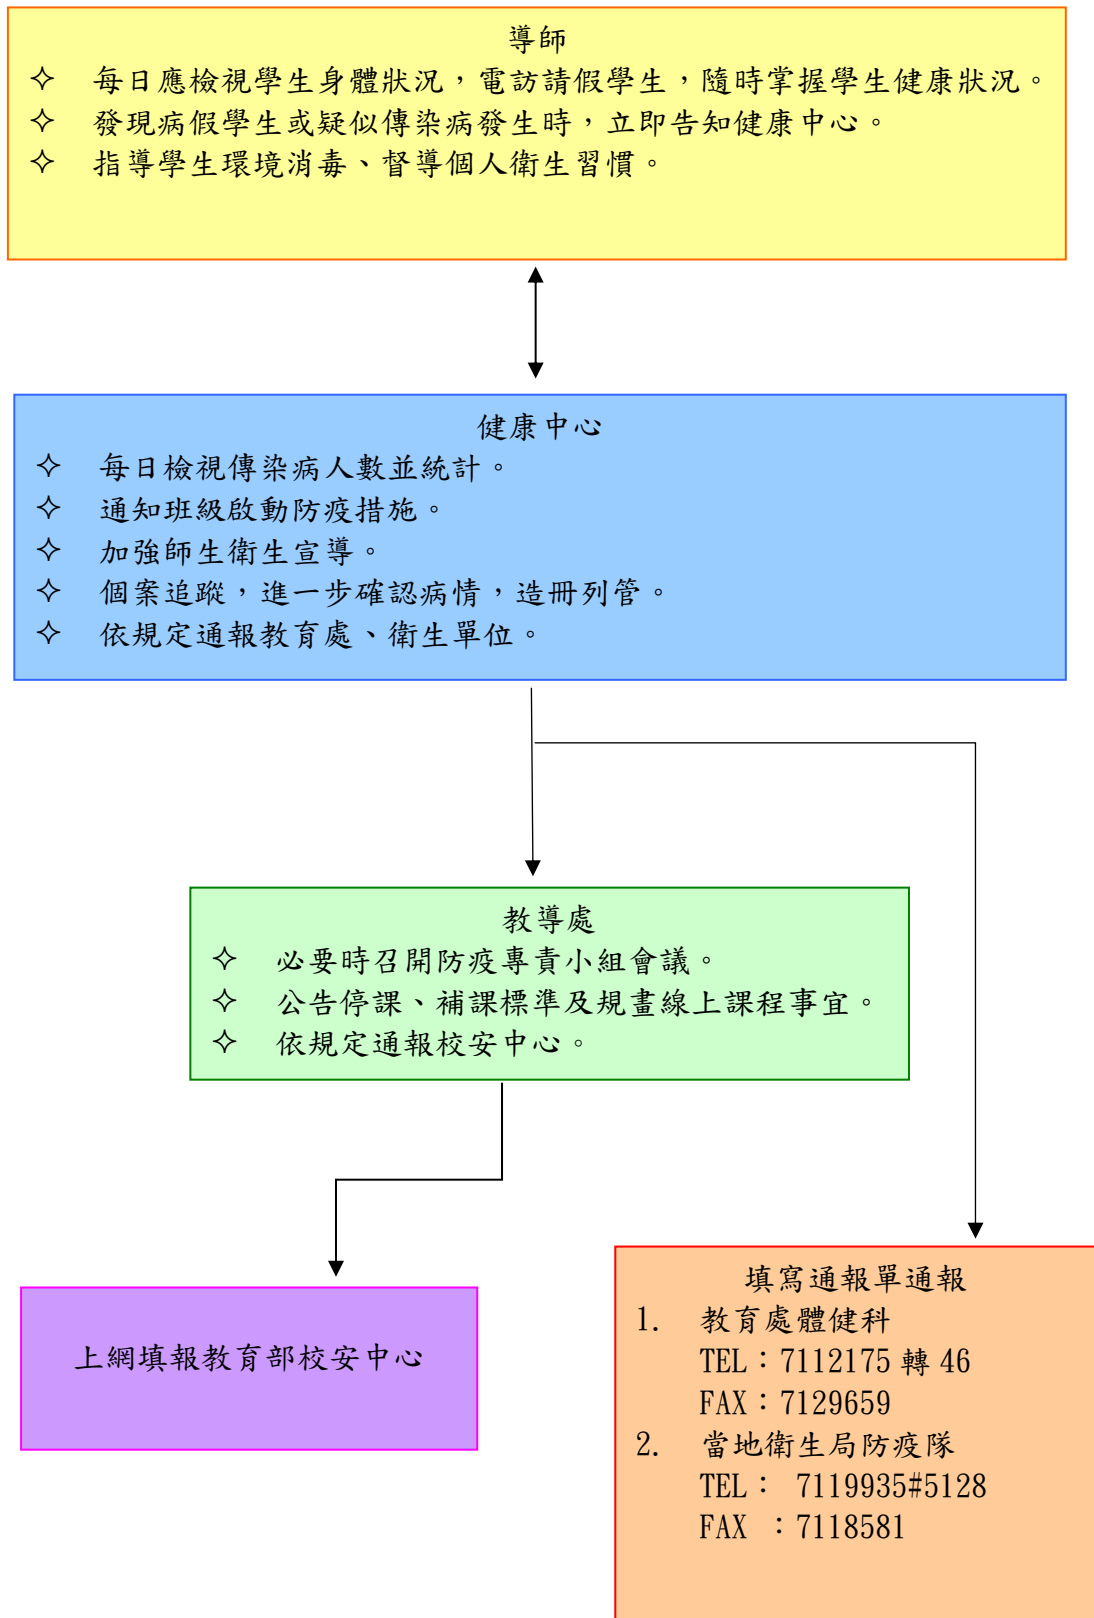 導師
✧ 每日應檢視學生身體狀況，電訪請假學生，隨時掌握學生健康狀況。
✧ 發現病假學生或疑似傳染病發生時，立即告知健康中心。
✧ 指導學生環境消毒、督導個人衛生習慣。
健康中心
✧ 每日檢視傳染病人數並統計。
✧ 通知班級啟動防疫措施。
✧ 加強師生衛生宣導。
✧ 個案追蹤，進一步確認病情，造冊列管。
✧ 依規定通報教育處、衛生單位。
教導處
✧ 必要時召開防疫專責小組會議。
✧ 公告停課、補課標準及規畫線上課程事宜。
✧ 依規定通報校安中心。
上網填報教育部校安中心
填寫通報單通報
1. 教育處體健科
TEL：7112175 轉 46
FAX：7129659
2. 當地衛生局防疫隊
TEL： 7119935#5128
FAX ：7118581